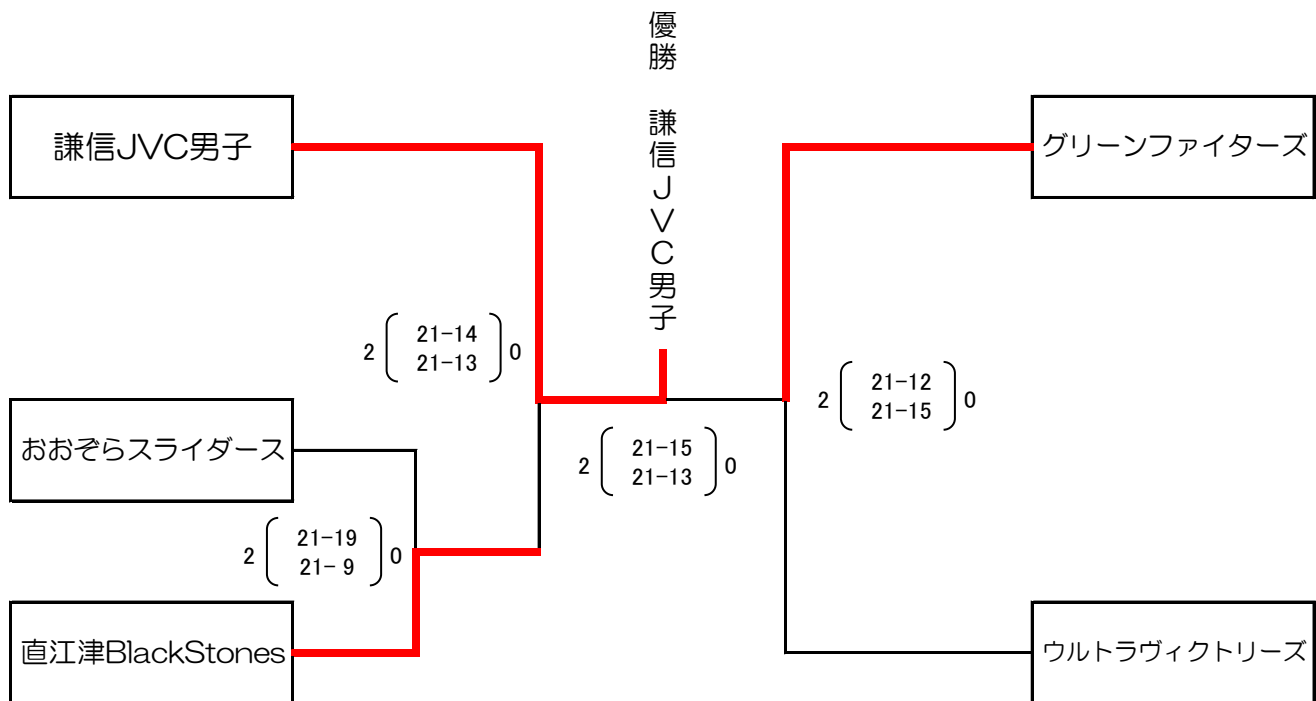 優勝 謙信JVC男子
謙信JVC男子
グリーンファイターズ
2 21-14 0
21-13
2 21-12 0
21-15
おおぞらスライダース
2 21-15 0
21-13
2 21-19 0
21- 9
直江津BlackStones
ウルトラヴィクトリーズ